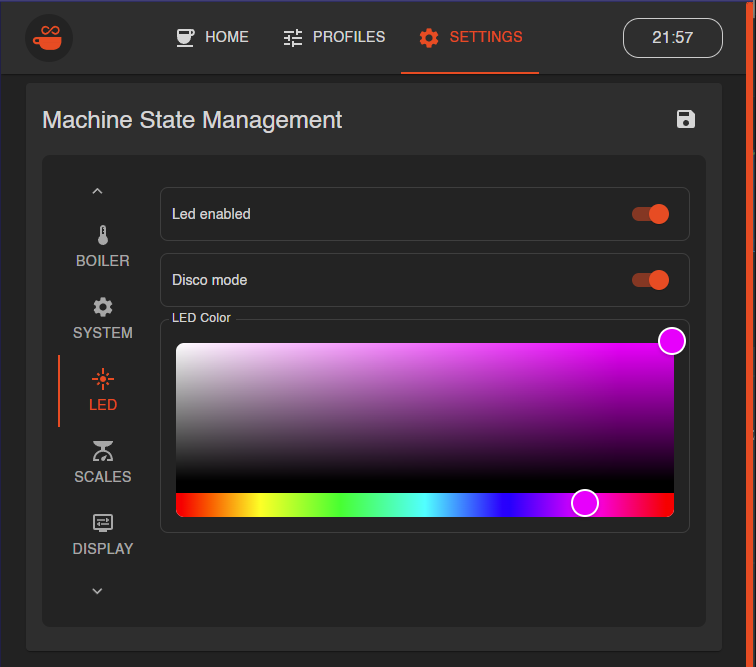 HOME
PROFILES
SETTINGS
21:57
Machine State Management
BOILER
SYSTEM
LED
SCALES
DISPLAY
Led enabled
Disco mode
LED Color